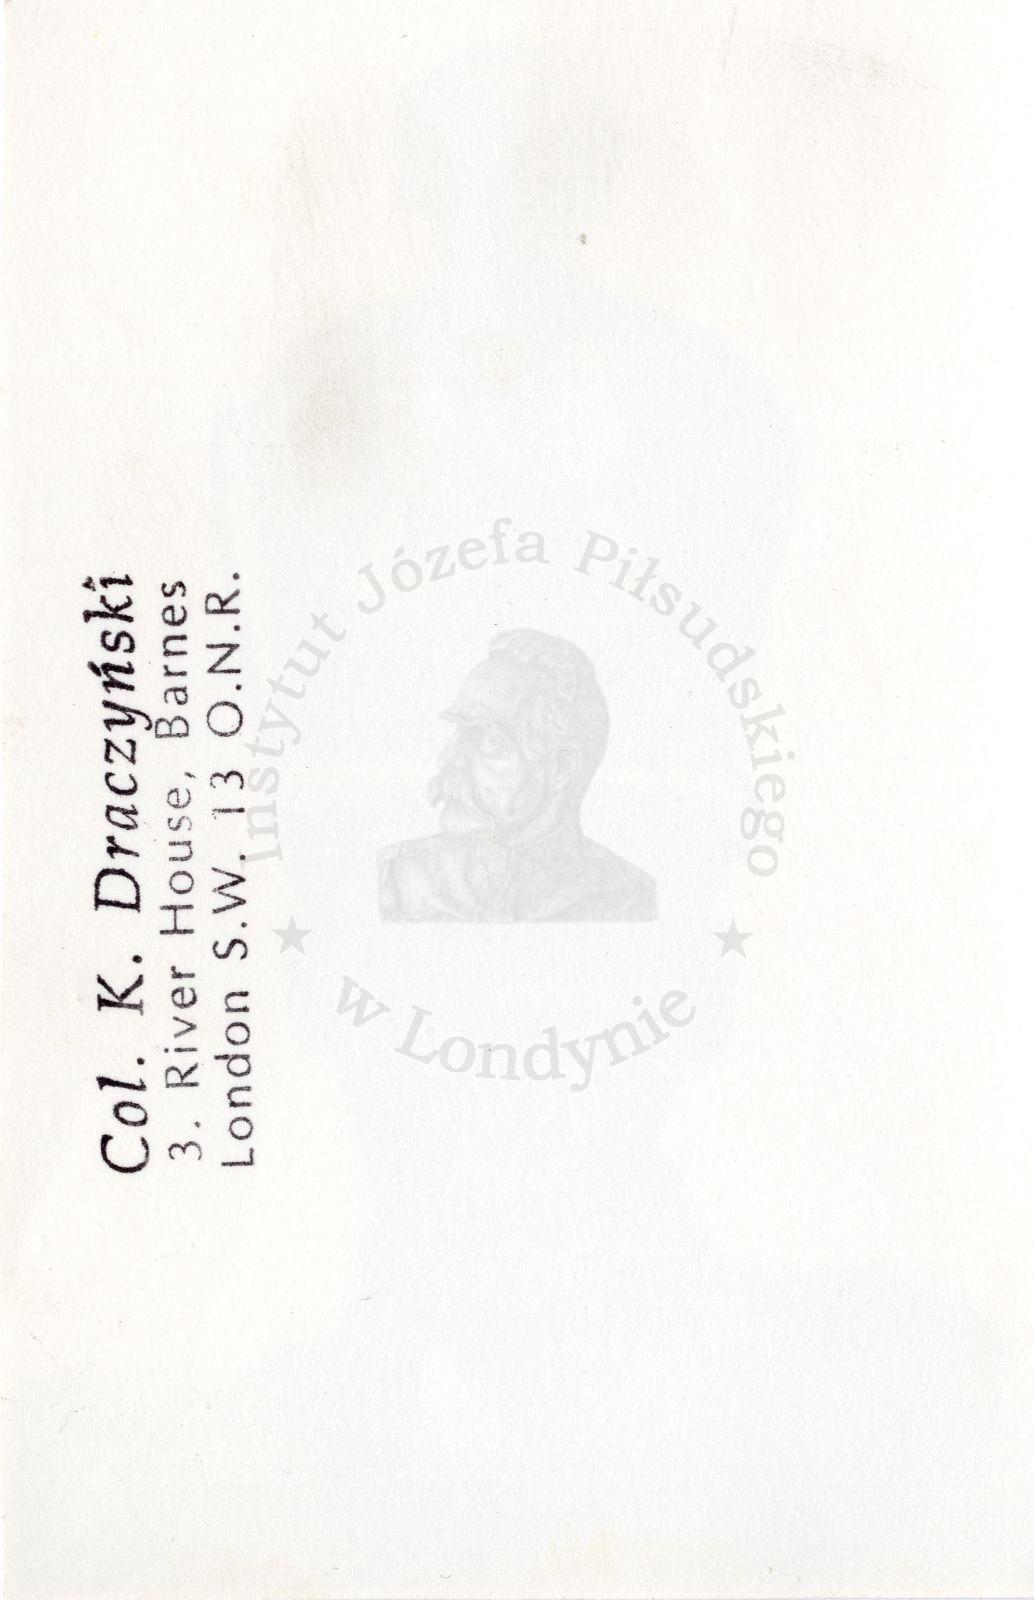 Col. K. Draczyński
3. River House, Barnes
London S.W. 13 O.N.R.
Instytut Józefa Piłsudskiego
w Londynie